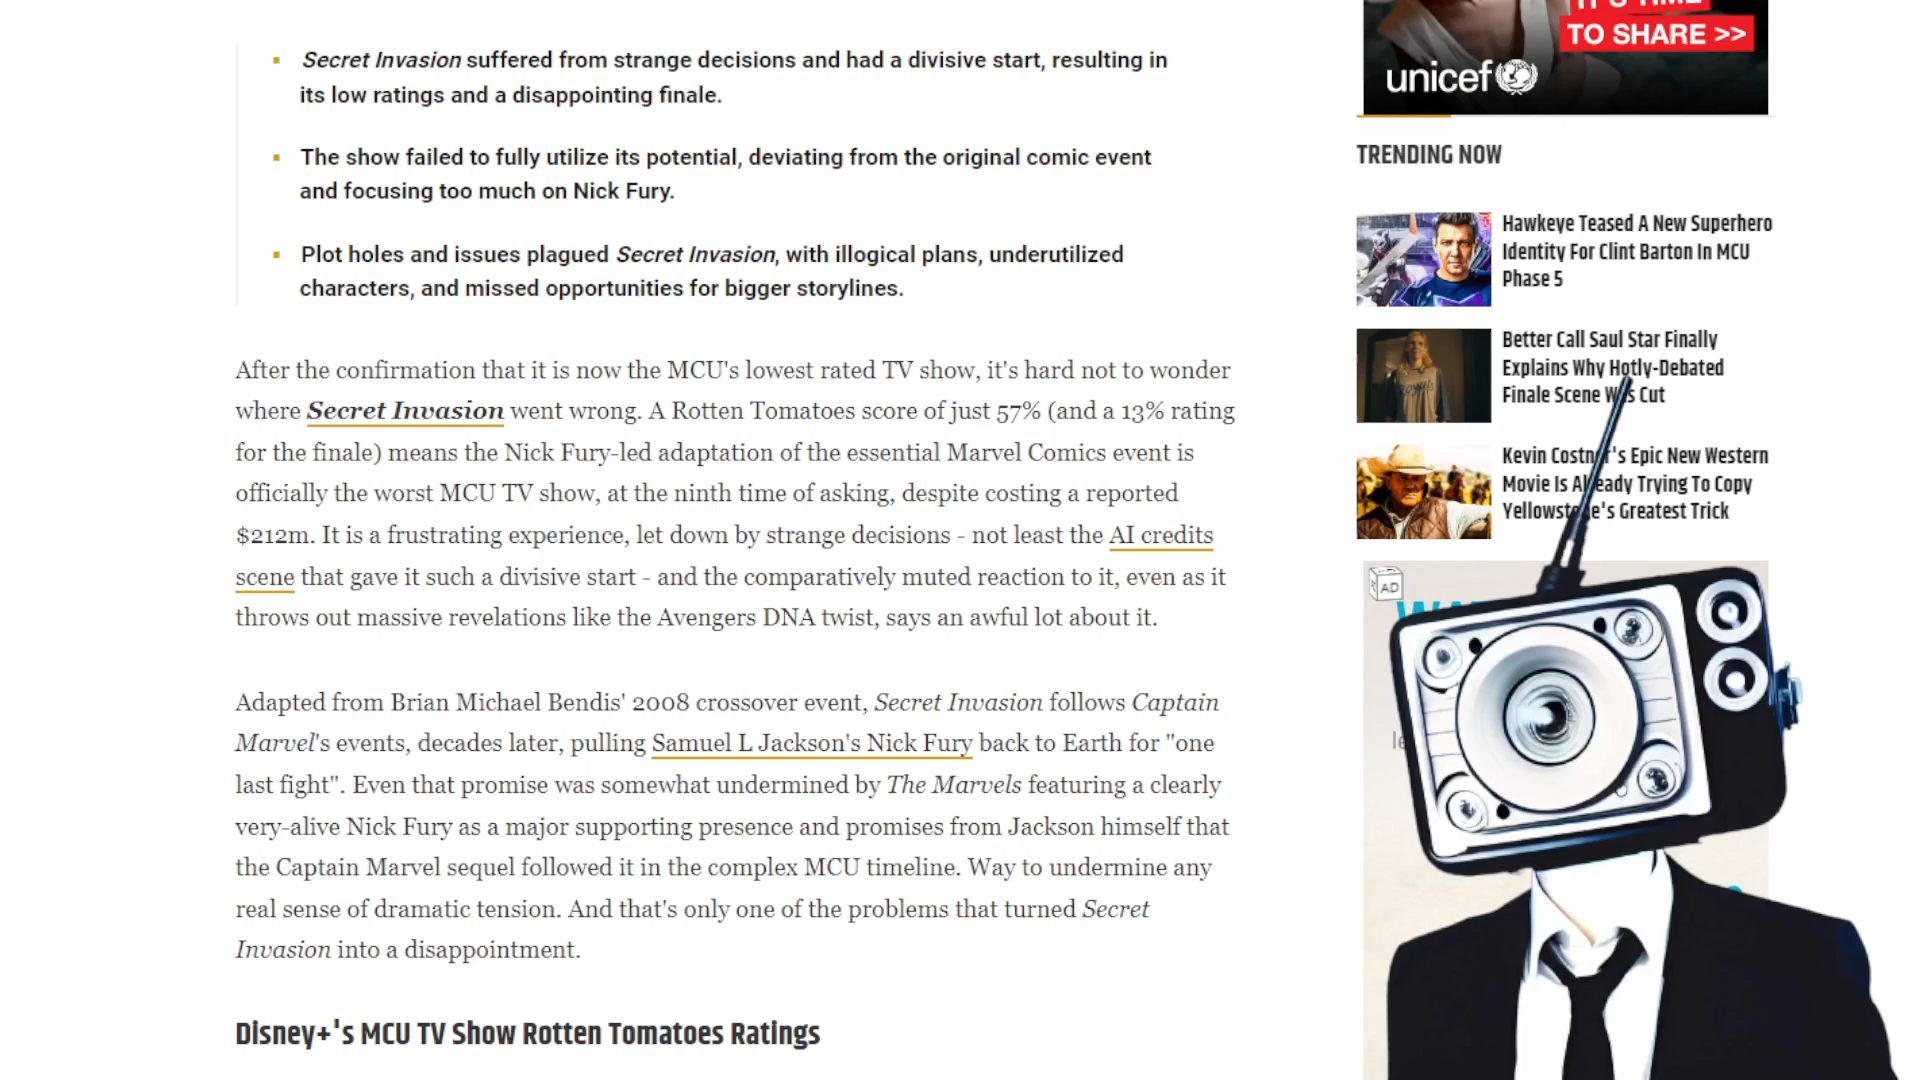 Secret Invasion suffered from strange decisions and had a divisive start, resulting in
its low ratings and a disappointing finale.
The show failed to fully utilize its potential, deviating from the original comic event
and focusing too much on Nick Fury.
Plot holes and issues plagued Secret Invasion, with illogical plans, underutilized
characters, and missed opportunities for bigger storylines.
After the confirmation that it is now the MCU's lowest rated TV show, it's hard not to wonder
where Secret Invasion went wrong. A Rotten Tomatoes score of just 57% (and a 13% rating
for the finale) means the Nick Fury-led adaptation of the essential Marvel Comics event is
officially the worst MCU TV show, at the ninth time of asking, despite costing a reported
$212m. It is a frustrating experience, let down by strange decisions - not least the AI credits
scene that gave it such a divisive start - and the comparatively muted reaction to it, even as it
throws out massive revelations like the Avengers DNA twist, says an awful lot about it.
Adapted from Brian Michael Bendis' 2008 crossover event, Secret Invasion follows Captain
Marvel's events, decades later, pulling Samuel L Jackson's Nick Fury back to Earth for "one
last fight". Even that promise was somewhat undermined by The Marvels featuring a clearly
very-alive Nick Fury as a major supporting presence and promises from Jackson himself that
the Captain Marvel sequel followed it in the complex MCU timeline. Way to undermine any
real sense of dramatic tension. And that's only one of the problems that turned Secret
Invasion into a disappointment.
Disney+'s MCU TV Show Rotten Tomatoes Ratings
IT'S TIME
TO SHARE >>
unicef
TRENDING NOW
Hawkeye Teased A New Superhero
Identity For Clint Barton In MCU
Phase 5
Better Call Saul Star Finally
Explains Why Hotly-Debated
Finale Scene Was Cut
Kevin Costner's Epic New Western
Movie Is Already Trying To Copy
Yellowstone's Greatest Trick
AD